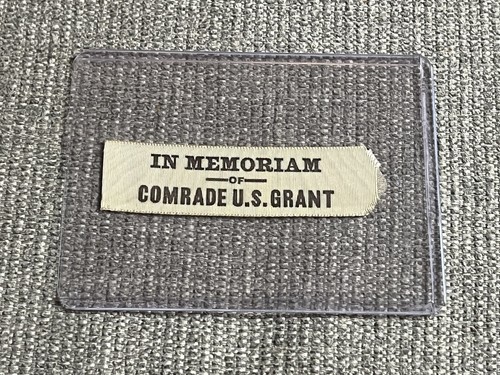 IN MEMORIAM
OF
COMRADE U.S. GRANT